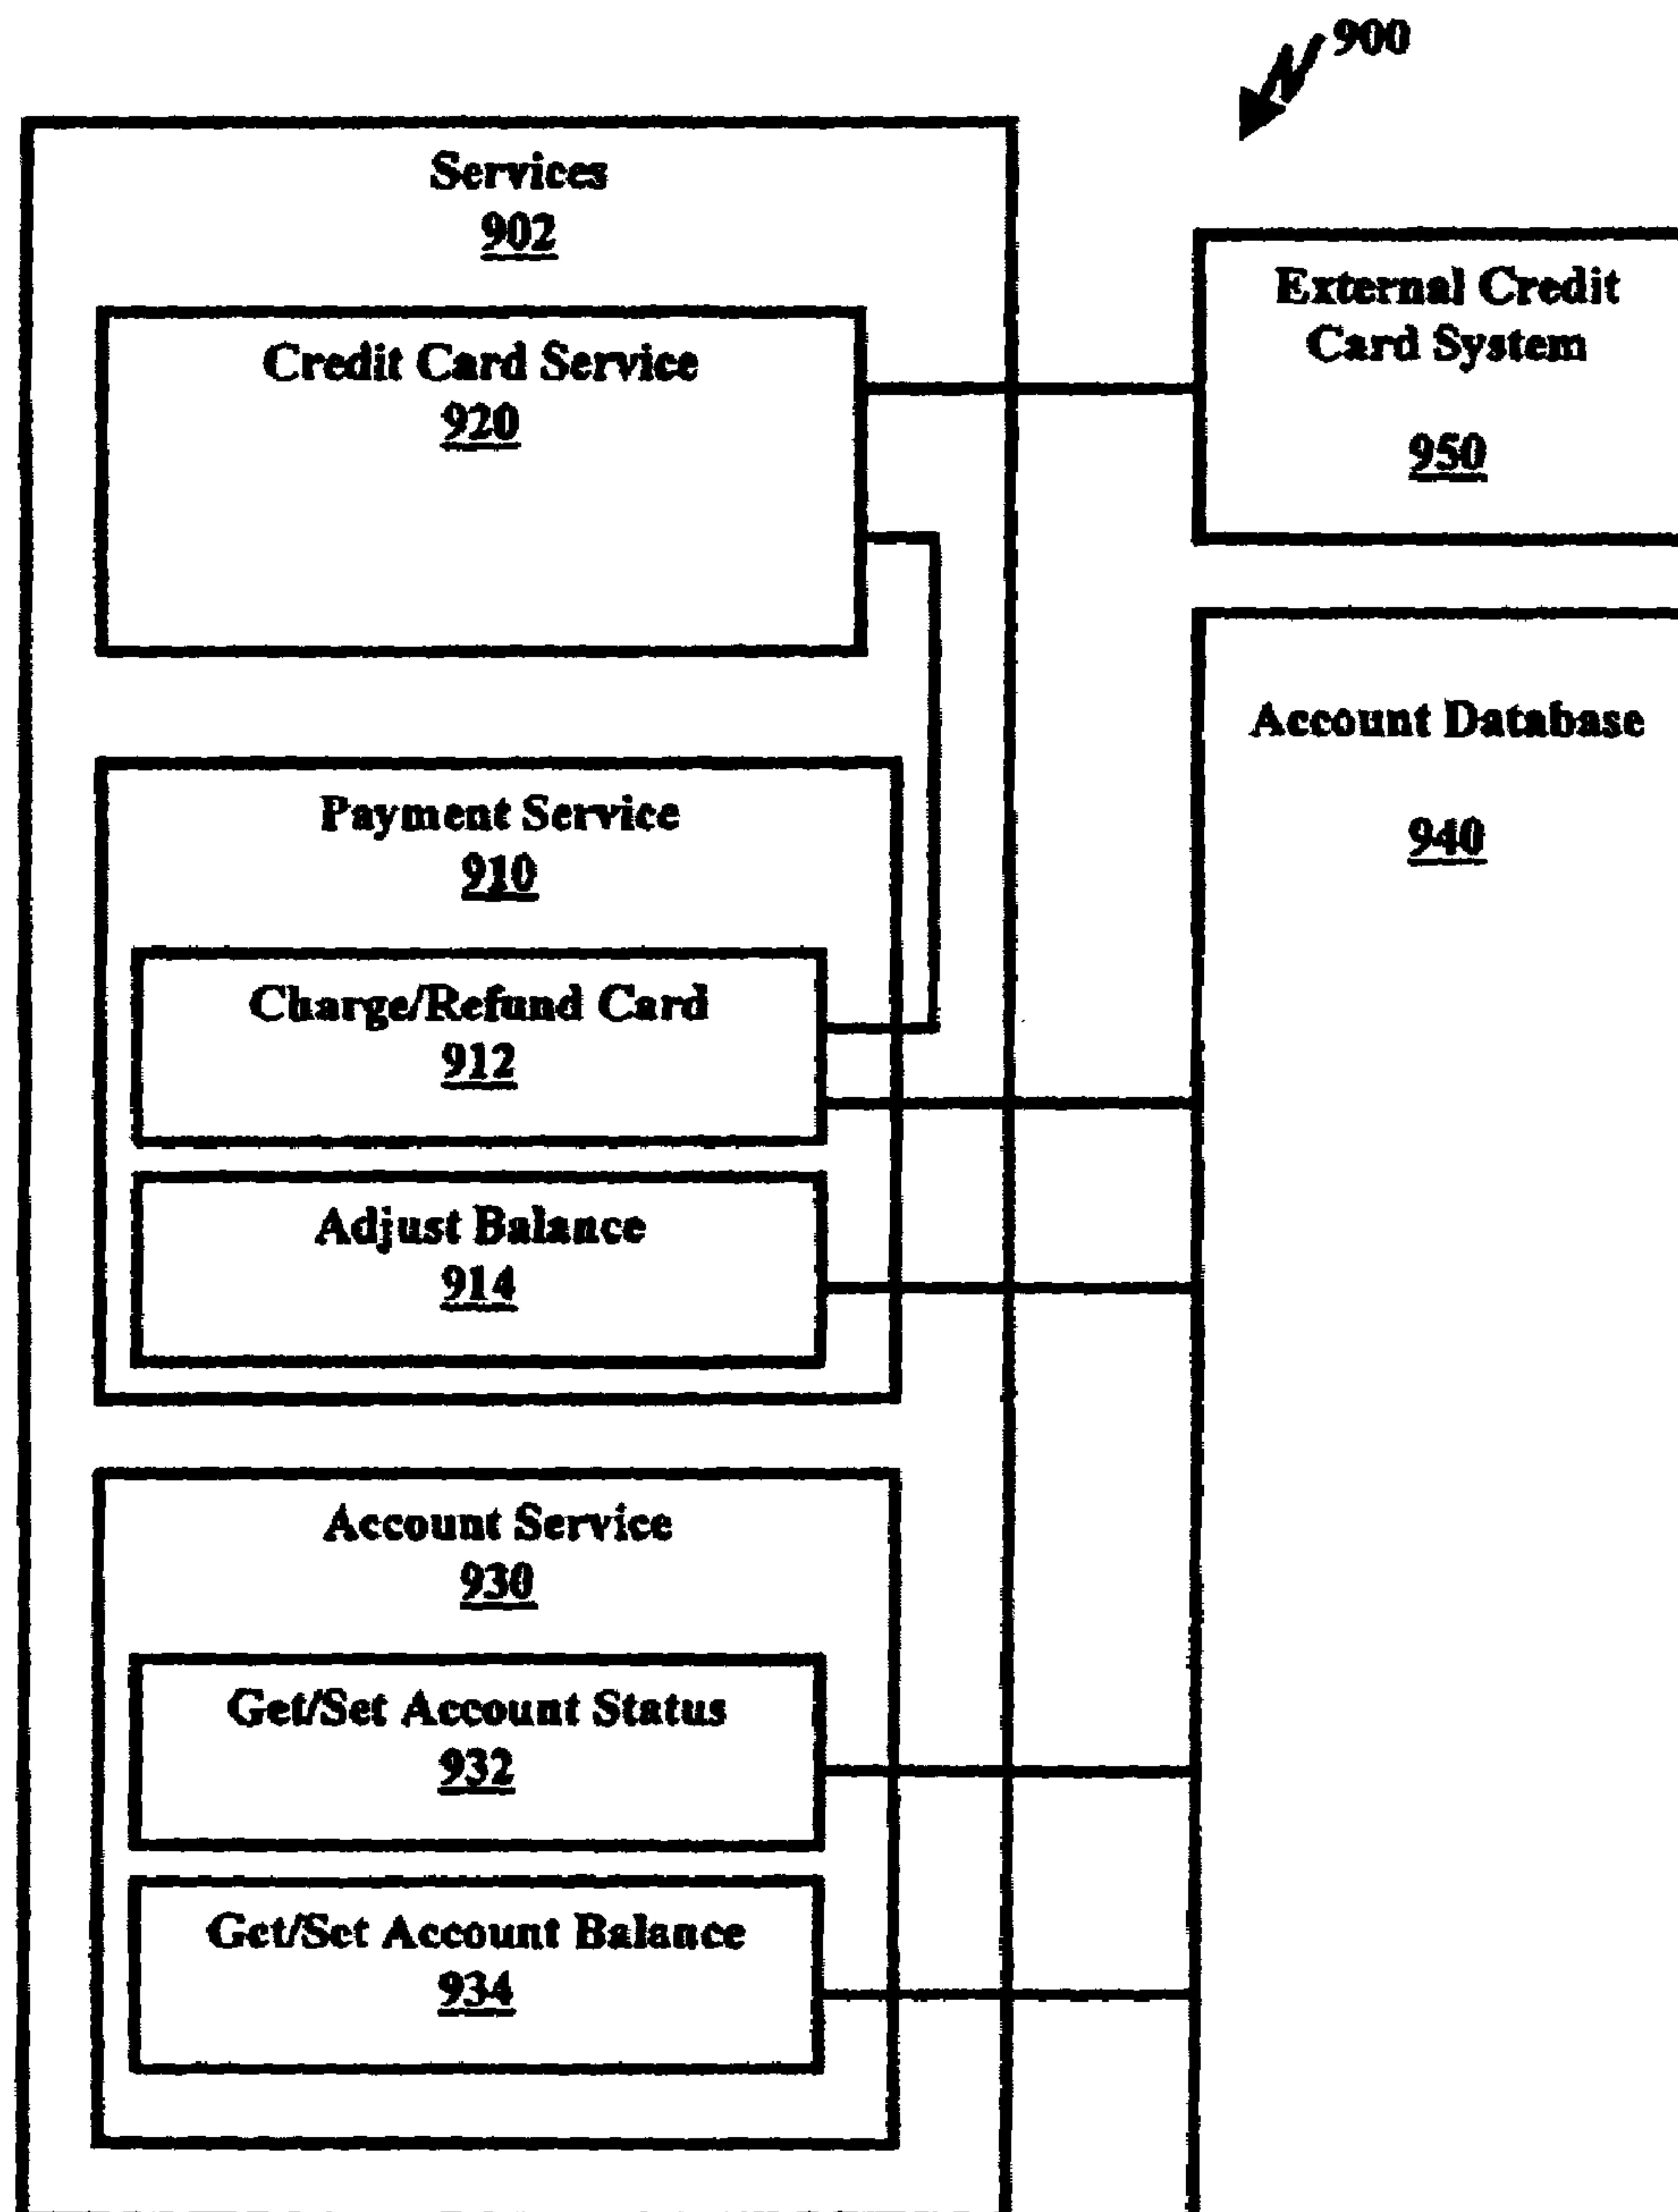 900
Services
902
Credit Card Service
920
External Credit
Card System
950
Account Database
940
Payment Service
910
Charge/Refund Card
912
Adjust Balance
914
Account Service
930
Get/Set Account Status
932
Get/Set Account Balance
934